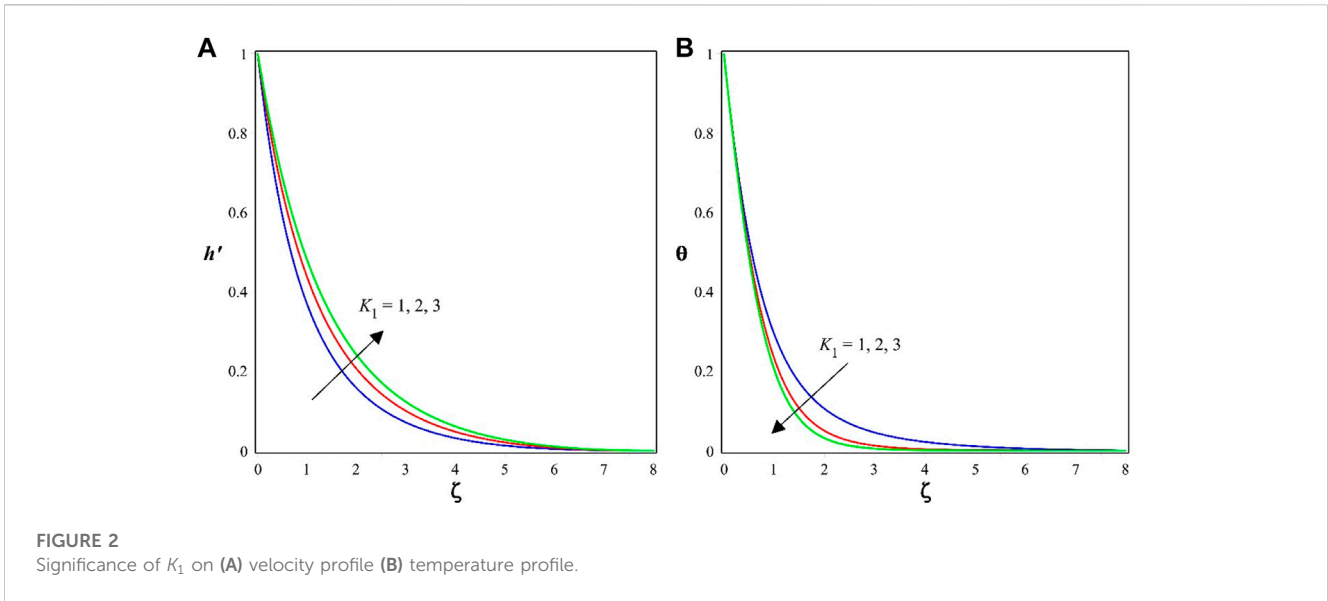 A
1
0.8
0.6
h′
0.4
K₁ = 1, 2, 3
0.2
0
0 1 2 3 4 5 6 7 8
ζ
B
1
0.8
0.6
θ
0.4
K₁ = 1, 2, 3
0.2
0
0 1 2 3 4 5 6 7 8
ζ
FIGURE 2
Significance of K₁ on (A) velocity profile (B) temperature profile.